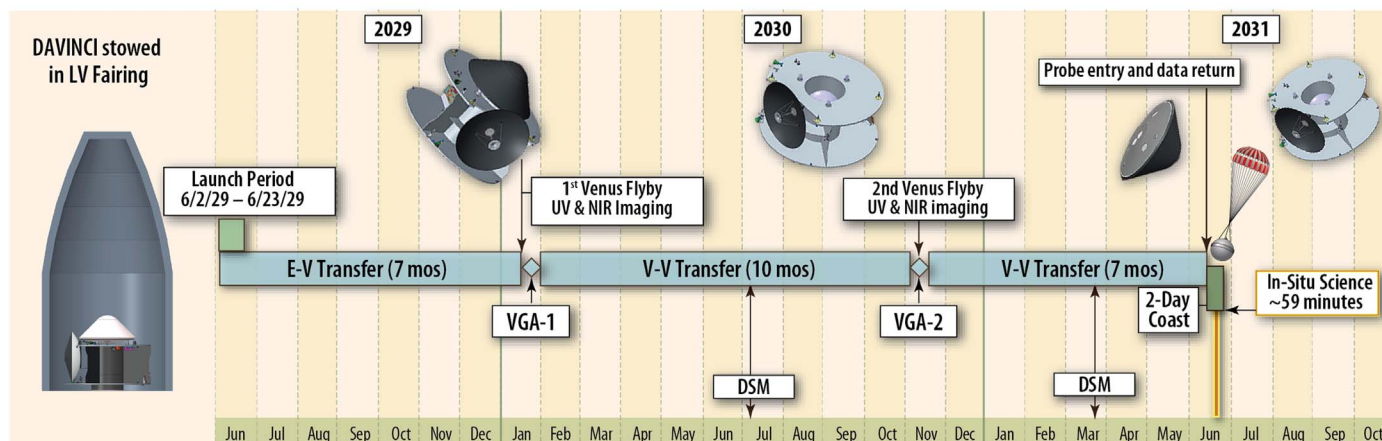 DAVINCI stowed
in LV Fairing
2029
2030
2031
Probe entry and data return
Launch Period
6/2/29 – 6/23/29
1st Venus Flyby
UV & NIR Imaging
2nd Venus Flyby
UV & NIR imaging
E-V Transfer (7 mos)
V-V Transfer (10 mos)
V-V Transfer (7 mos)
VGA-1
VGA-2
2-Day
Coast
In-Situ Science
~59 minutes
DSM
DSM
Jun Jul Aug Sep Oct Nov Dec Jan Feb Mar Apr May Jun Jul Aug Sep Oct Nov Dec Jan Feb Mar Apr May Jun Jul Aug Sep Oct